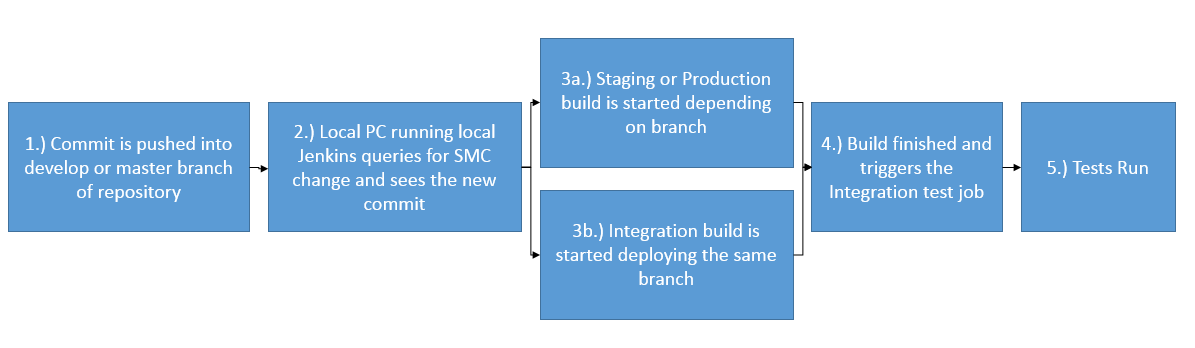 1.) Commit is pushed into
develop or master branch
of repository
2.) Local PC running local
Jenkins queries for SMC
change and sees the new
commit
3a.) Staging or Production
build is started depending
on branch
3b.) Integration build is
started deploying the same
branch
4.) Build finished and
triggers the
Integration test job
5.) Tests Run